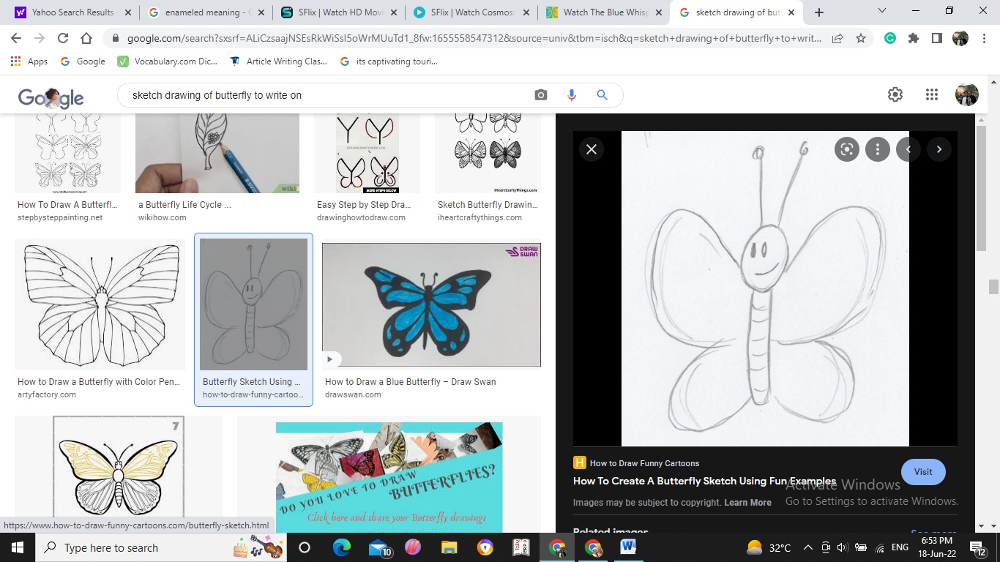 Yahoo Search Results -
enameled meaning - G
SFlix | Watch HD Movi
SFlix | Watch Cosmos:
Watch The Blue Whisp
sketch drawing of but
google.com/search?sxsrf=ALiCzsaajNSEsRkWiSsI5oWrMUuTd1_8fw:1655558547312&source=univ&tbm=isch&q=sketch+drawing+of+butterfly+to+writ...
Apps
Google
Vocabulary.com Dic...
Article Writing Clas...
its captivating touri...
Google
sketch drawing of butterfly to write on
www.stepbysteppainting.net
wiki
MORE STEPS BELOW
iHeartCraftyThings.com
How To Draw A Butterfl...
stepbysteppainting.net
a Butterfly Life Cycle ...
wikihow.com
Easy Step by Step Dra...
drawinghowtodraw.com
Sketch Butterfly Drawin...
iheartcraftythings.com
DRAW
SWAN
How to Draw a Butterfly with Color Pen...
artyfactory.com
Butterfly Sketch Using ...
how-to-draw-funny-cartoo...
How to Draw a Blue Butterfly – Draw Swan
drawswan.com
7
DO YOU LOVE TO DRAW
BUTTERFLIES?
Click here and share your Butterfly drawings
H How to Draw Funny Cartoons
How To Create A Butterfly Sketch Using Fun Examples
Visit
Images may be subject to copyright. Learn More
Related images
See more
Activate Windows
Go to Settings to activate Windows.
https://www.how-to-draw-funny-cartoons.com/butterfly-sketch.html
Type here to search
10
32°C
ENG
6:53 PM
18-Jun-22
12